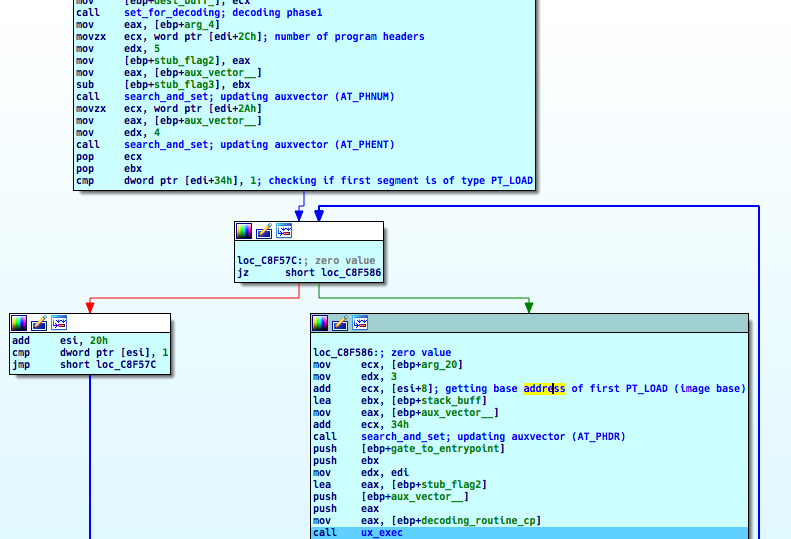 mov [ebp+dest_buff_], ecx
call set_for_decoding; decoding phase1
mov eax, [ebp+arg_4]
movzx ecx, word ptr [edi+2Ch]; number of program headers
mov edx, 5
mov [ebp+stub_flag2], eax
mov eax, [ebp+aux_vector__]
sub [ebp+stub_flag3], ebx
call search_and_set; updating auxvector (AT_PHNUM)
movzx ecx, word ptr [edi+2Ah]
mov eax, [ebp+aux_vector__]
mov edx, 4
call search_and_set; updating auxvector (AT_PHENT)
pop ecx
pop ebx
cmp dword ptr [edi+34h], 1; checking if first segment is of type PT_LOAD
loc_C8F57C:; zero value
jz short loc_C8F586
add esi, 20h
cmp dword ptr [esi], 1
jmp short loc_C8F57C
loc_C8F586:; zero value
mov ecx, [ebp+arg_20]
mov edx, 3
add ecx, [esi+8]; getting base address of first PT_LOAD (image base)
lea ebx, [ebp+stack_buff]
mov eax, [ebp+aux_vector__]
add ecx, 34h
call search_and_set; updating auxvector (AT_PHDR)
push [ebp+gate_to_entrypoint]
push ebx
mov edx, edi
lea eax, [ebp+stub_flag2]
push [ebp+aux_vector__]
push eax
mov eax, [ebp+decoding_routine_cp]
call ux_exec